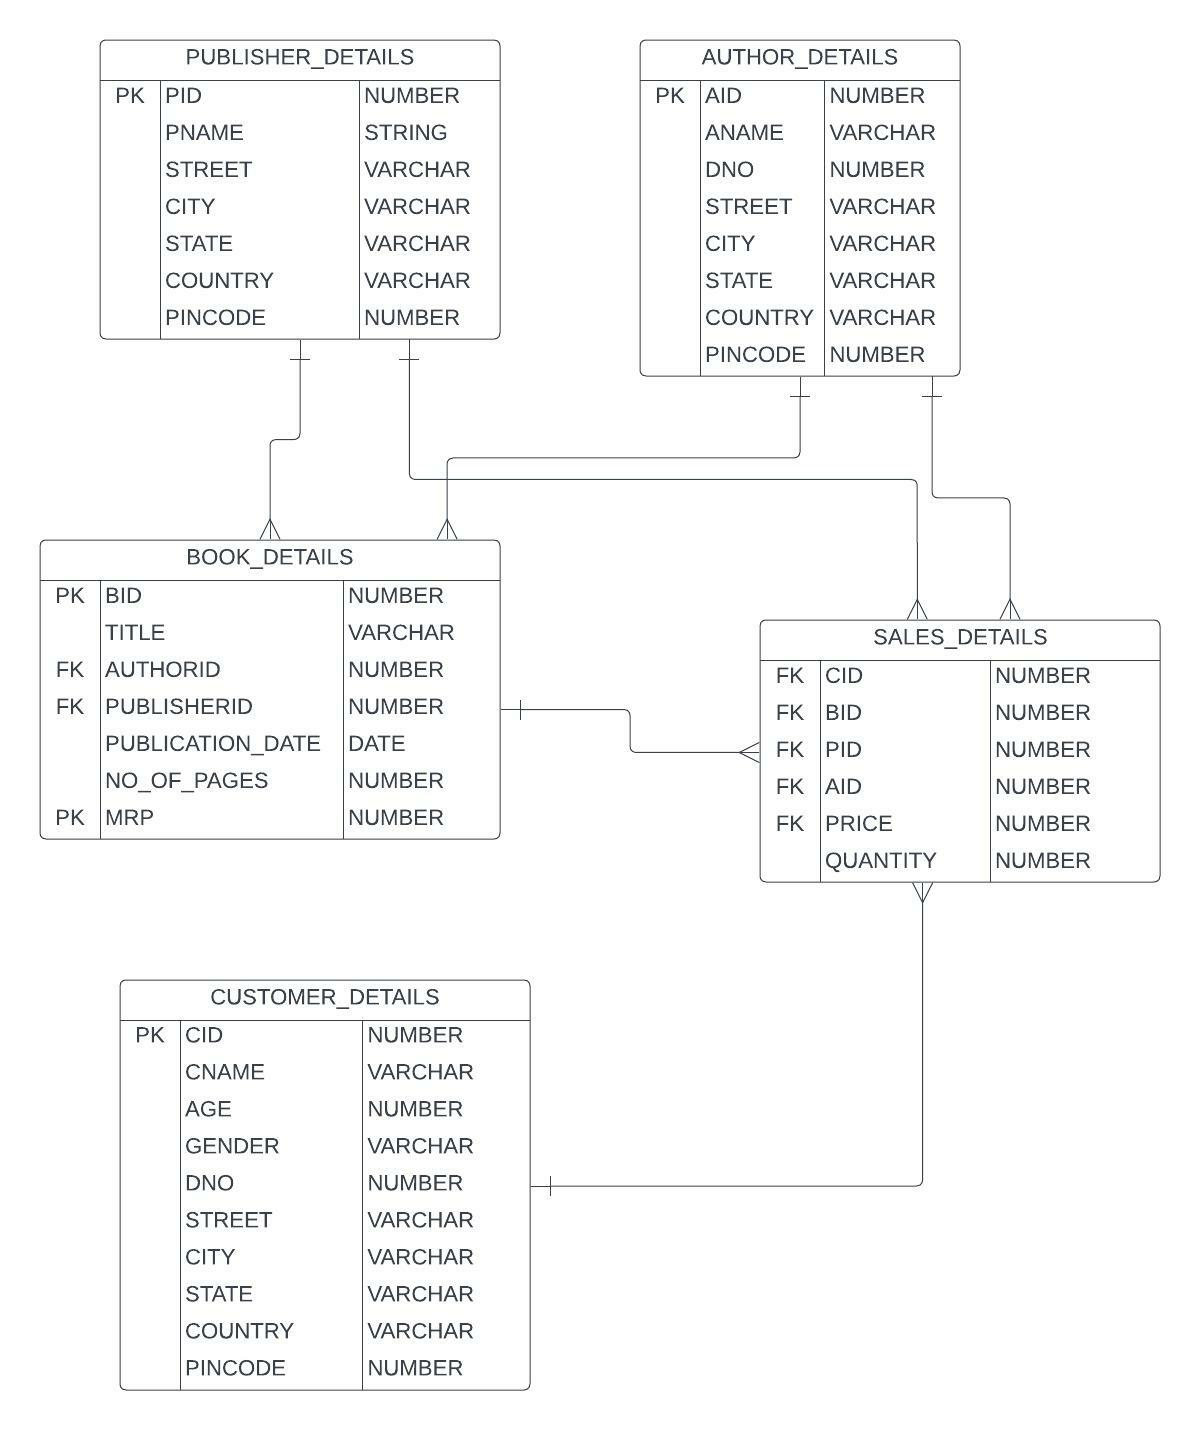 PUBLISHER_DETAILS
PK PID NUMBER
PNAME STRING
STREET VARCHAR
CITY VARCHAR
STATE VARCHAR
COUNTRY VARCHAR
PINCODE NUMBER
AUTHOR_DETAILS
PK AID NUMBER
ANAME VARCHAR
DNO NUMBER
STREET VARCHAR
CITY VARCHAR
STATE VARCHAR
COUNTRY VARCHAR
PINCODE NUMBER
BOOK_DETAILS
PK BID NUMBER
TITLE VARCHAR
FK AUTHORID NUMBER
FK PUBLISHERID NUMBER
PUBLICATION_DATE DATE
NO_OF_PAGES NUMBER
PK MRP NUMBER
SALES_DETAILS
FK CID NUMBER
FK BID NUMBER
FK PID NUMBER
FK AID NUMBER
FK PRICE NUMBER
QUANTITY NUMBER
CUSTOMER_DETAILS
PK CID NUMBER
CNAME VARCHAR
AGE NUMBER
GENDER VARCHAR
DNO NUMBER
STREET VARCHAR
CITY VARCHAR
STATE VARCHAR
COUNTRY VARCHAR
PINCODE NUMBER